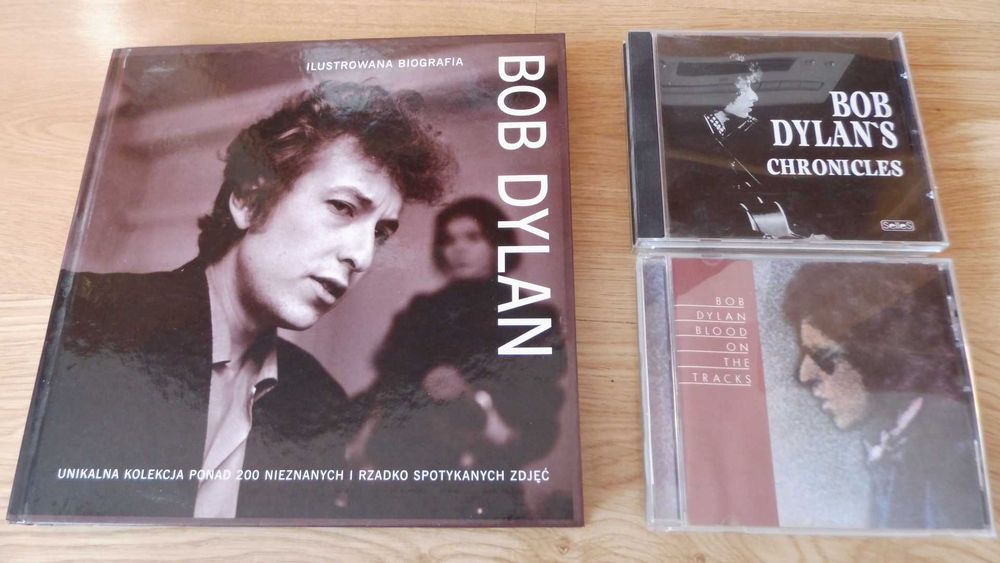 ILUSTROWANA BIOGRAFIA
BOB DYLAN
UNIKALNA KOLEKCJA PONAD 200 NIEZNANYCH I RZADKO SPOTYKANYCH ZDJĘĆ
BOB
DYLAN`S
CHRONICLES
SelleS
BOB
DYLAN
BLOOD
ON
THE
TRACKS